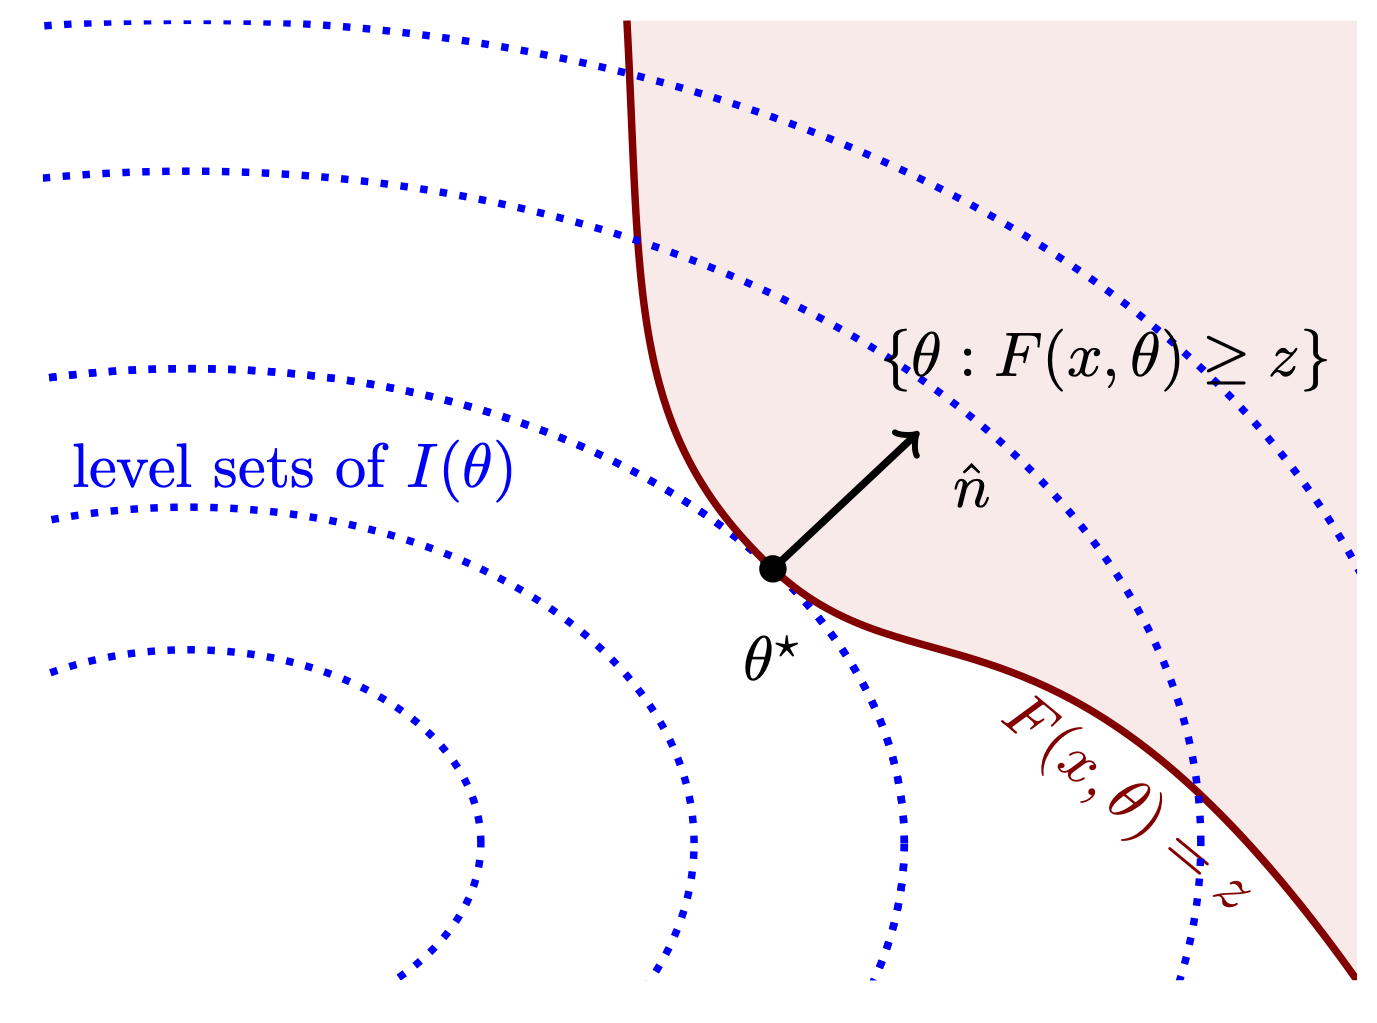 {θ : F(x, θ) ≥ z}
level sets of I(θ)
n̂
θ⋆
F(x, θ) = z